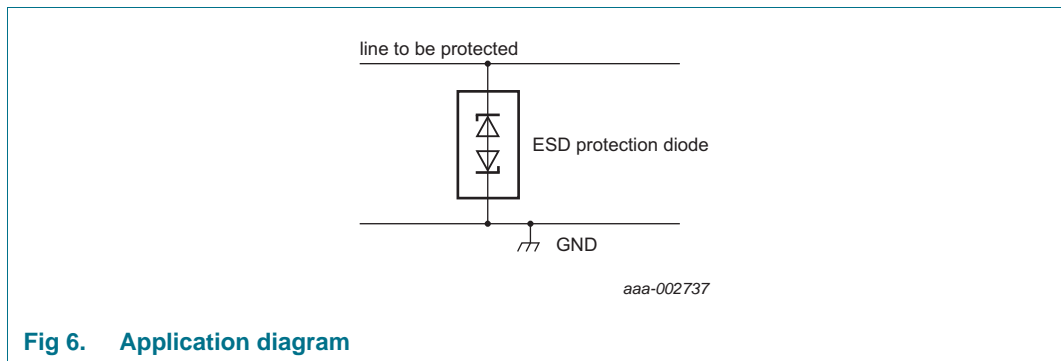 line to be protected
ESD protection diode
GND
aaa-002737
Fig 6. Application diagram